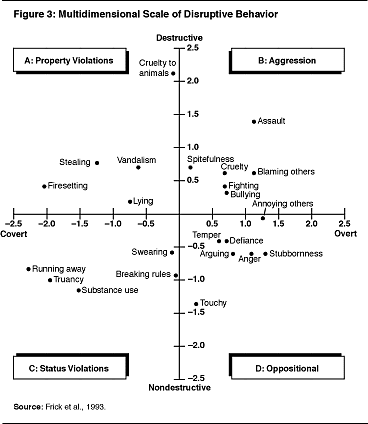 Figure 3: Multidimensional Scale of Disruptive Behavior
Destructive
2.5
A: Property Violations
B: Aggression
Cruelty to
animals
2.0
1.5
Assault
1.0
Stealing
Vandalism
Spitefulness
Cruelty
Blaming others
0.5
Firesetting
Fighting
Bullying
Lying
Annoying others
−2.5 −2.0 −1.5 −1.0 −0.5 0.5 1.0 1.5 2.0 2.5
Covert
Overt
Temper
Defiance
−0.5
Swearing
Arguing
Anger
Stubbornness
Running away
Breaking rules
−1.0
Truancy
Substance use
Touchy
−1.5
−2.0
C: Status Violations
D: Oppositional
−2.5
Nondestructive
Source: Frick et al., 1993.